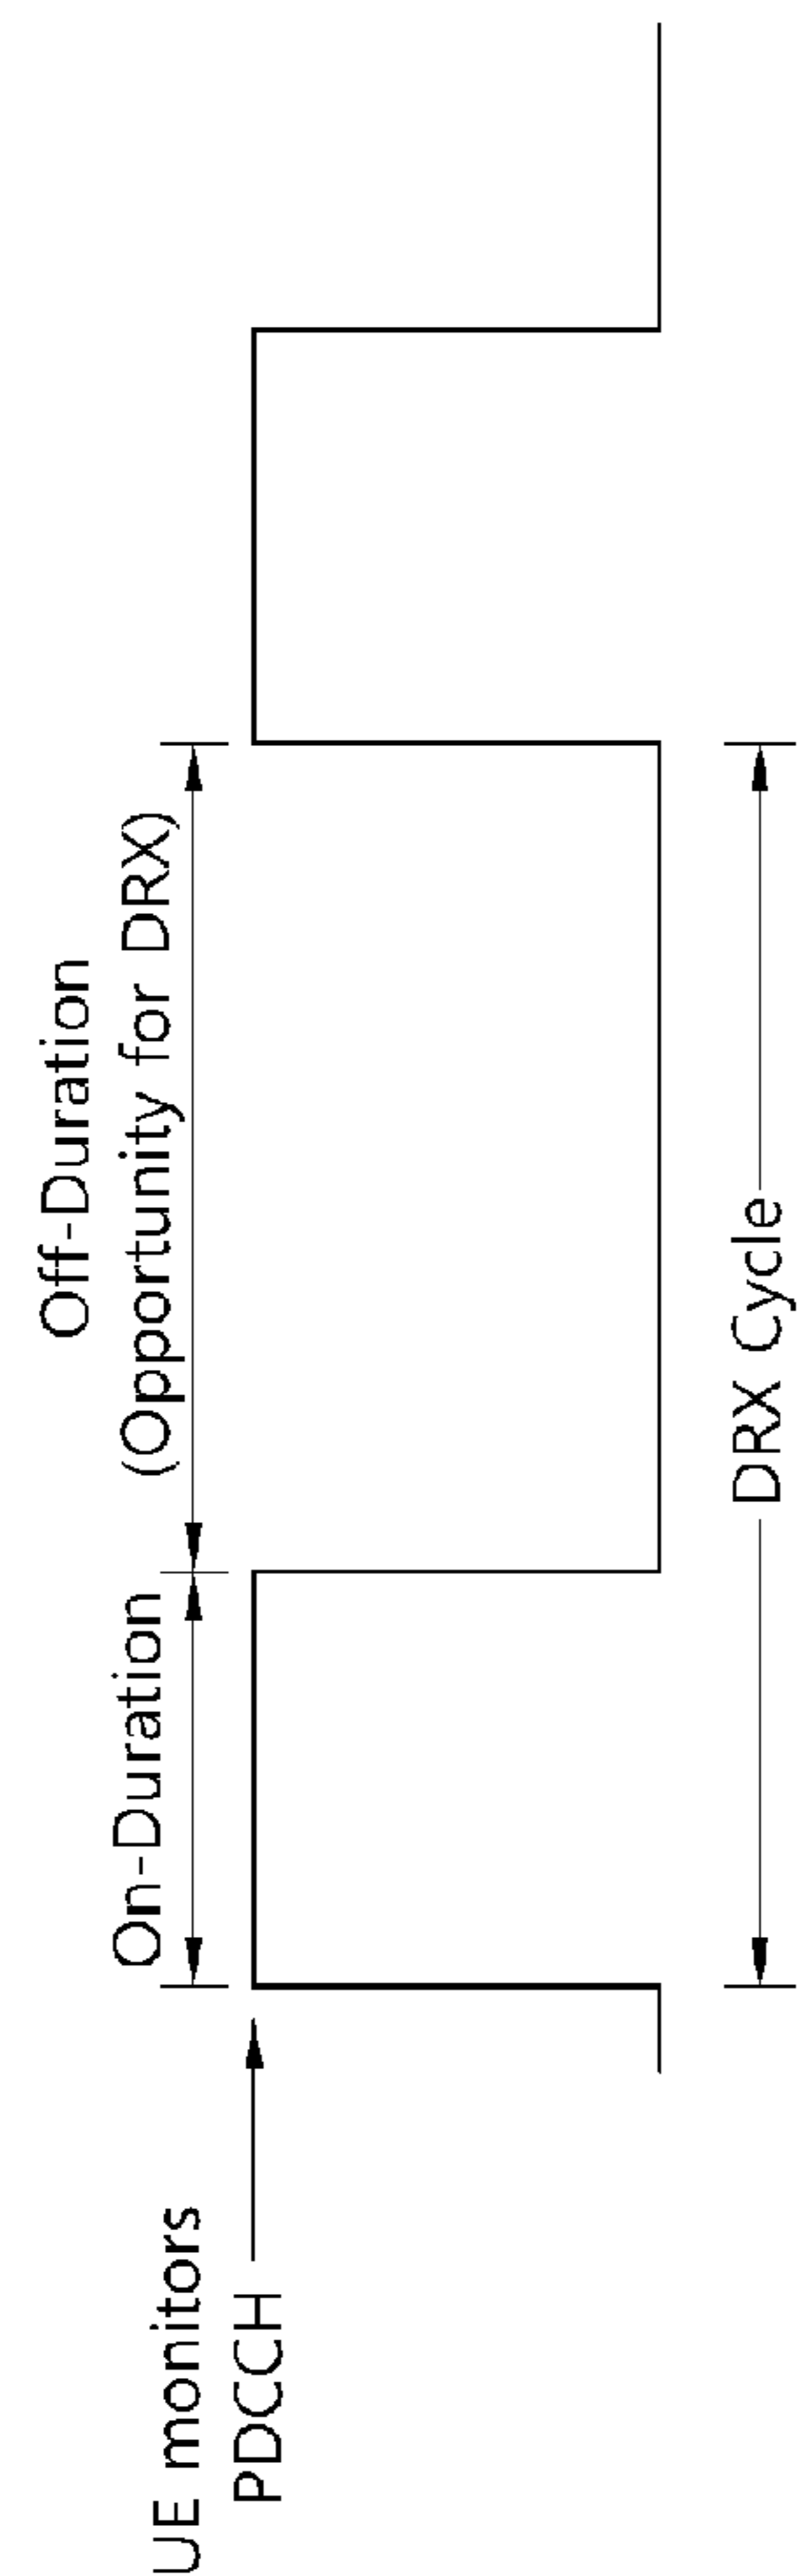 UE monitors
PDCCH
On-Duration
Off-Duration
(Opportunity for DRX)
DRX Cycle